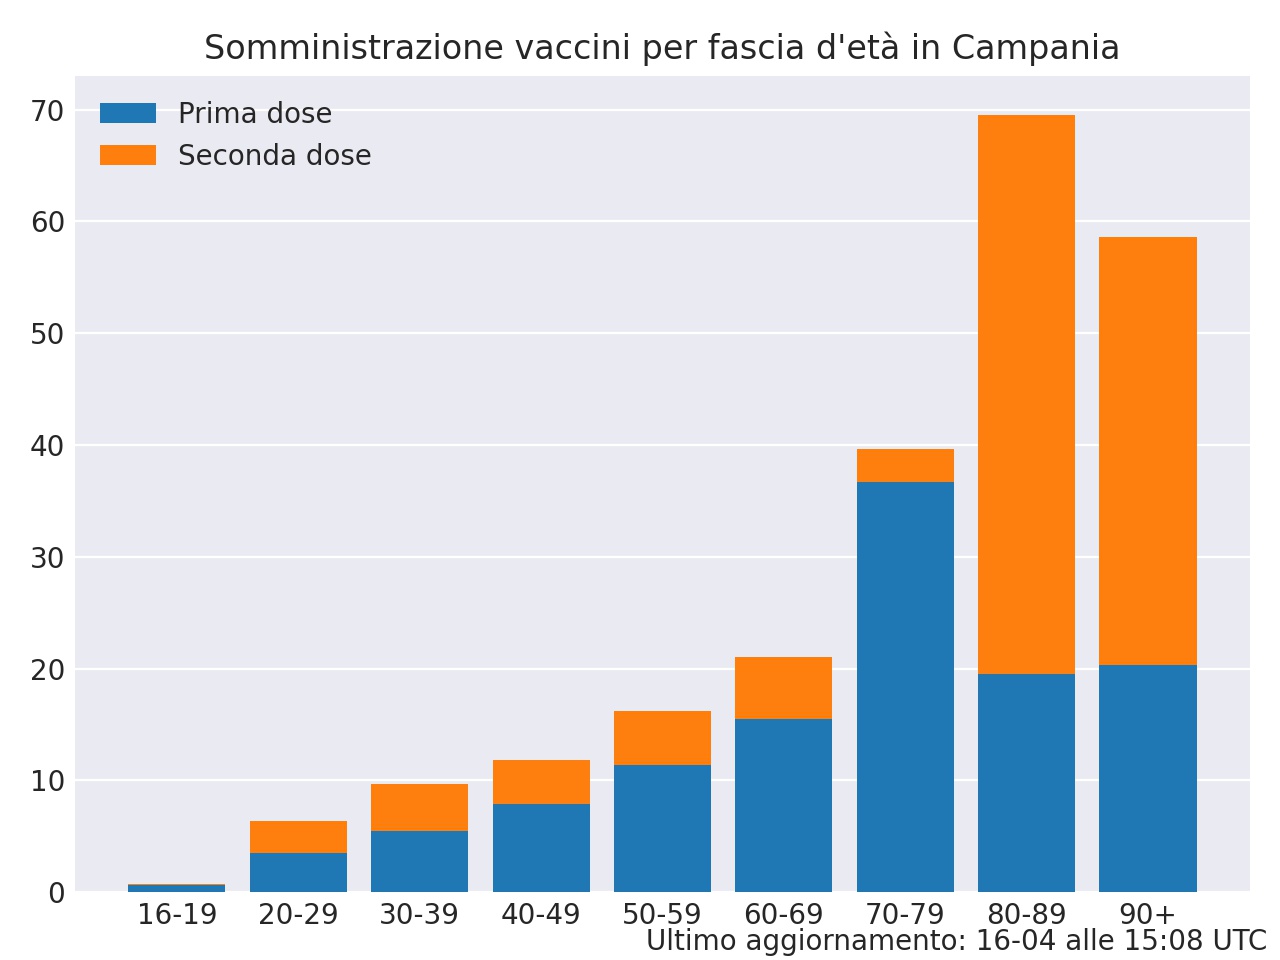 Somministrazione vaccini per fascia d'età in Campania
Prima dose
Seconda dose
70
60
50
40
30
20
10
0
16-19 20-29 30-39 40-49 50-59 60-69 70-79 80-89 90+
Ultimo aggiornamento: 16-04 alle 15:08 UTC